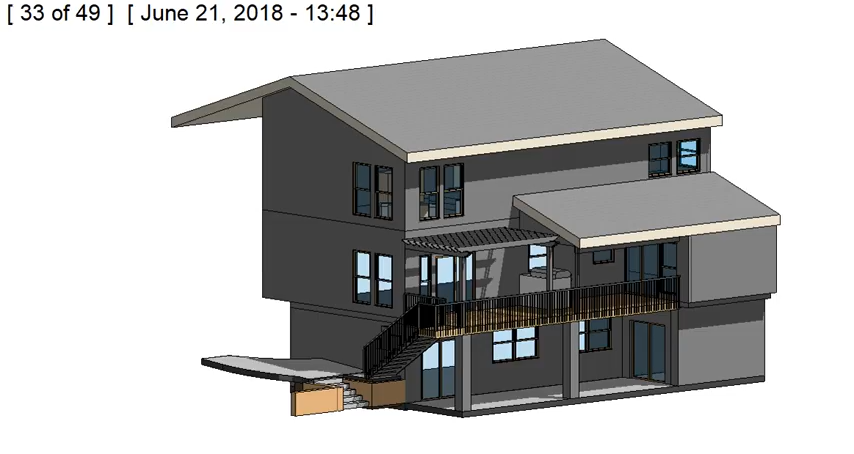 [ 33 of 49 ]  [ June 21, 2018 - 13:48 ]